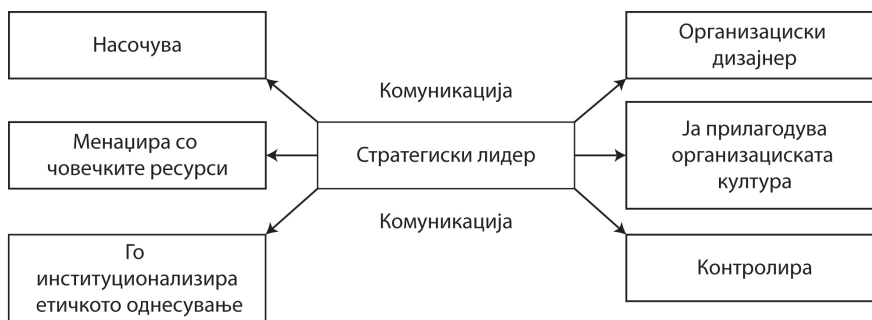 Насочува
Организациски
дизајнер
Комуникација
Менаџира со
човечките ресурси
Стратегиски лидер
Ја прилагодува
организациската
култура
Комуникација
Го
институционализира
етичкото однесување
Контролира